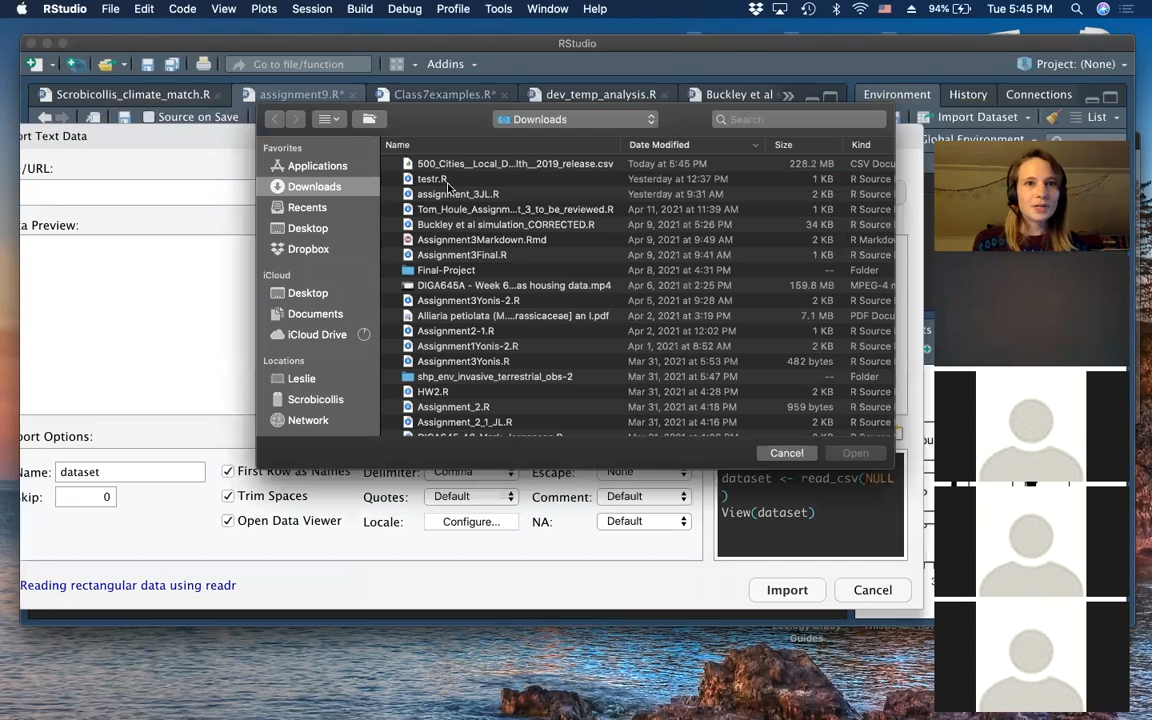 RStudio File Edit Code View Plots Session Build Debug Profile Tools Window Help 94% Tue 5:45 PM
RStudio
Go to file/function Addins Project: (None)
Scrobicollis_climate_match.R assignment9.R* Class7examples.R* dev_temp_analysis.R Buckley et al Environment History Connections
Source on Save Import Dataset List
Global Environment
ort Text Data
/URL:
a Preview:
Downloads Search
Favorites Name Date Modified Size Kind
Applications
Downloads
Recents
Desktop
Dropbox
iCloud
Desktop
Documents
iCloud Drive
Locations
Leslie
Scrobicollis
Network
500_Cities__Local_D...lth__2019_release.csv Today at 5:45 PM 228.2 MB CSV Docu
testr.R Yesterday at 12:37 PM 1 KB R Source
assignment_3JL.R Yesterday at 9:31 AM 2 KB R Source
Tom_Houle_Assignm...t_3_to_be_reviewed.R Apr 11, 2021 at 11:39 AM 1 KB R Source
Buckley et al simulation_CORRECTED.R Apr 9, 2021 at 5:26 PM 34 KB R Source
Assignment3Markdown.Rmd Apr 9, 2021 at 9:49 AM 2 KB R Markdo
Assignment3Final.R Apr 9, 2021 at 9:41 AM 1 KB R Source
Final-Project Apr 8, 2021 at 4:31 PM -- Folder
DIGA645A - Week 6...as housing data.mp4 Apr 6, 2021 at 2:25 PM 159.8 MB MPEG-4
Assignment3Yonis-2.R Apr 5, 2021 at 9:28 AM 2 KB R Source
Alliaria petiolata (M....rassicaceae] an I.pdf Apr 2, 2021 at 3:19 PM 7.1 MB PDF Docu
Assignment2-1.R Apr 2, 2021 at 12:02 PM 1 KB R Source
Assignment1Yonis-2.R Apr 1, 2021 at 8:52 AM 2 KB R Source
Assignment3Yonis.R Mar 31, 2021 at 5:53 PM 482 bytes R Source
shp_env_invasive_terrestrial_obs-2 Mar 31, 2021 at 5:47 PM -- Folder
HW2.R Mar 31, 2021 at 4:28 PM 2 KB R Source
Assignment_2.R Mar 31, 2021 at 4:18 PM 959 bytes R Source
Assignment_2_1_JL.R Mar 31, 2021 at 4:16 PM 2 KB R Source
Cancel Open
ort Options:
Name: dataset First Row as Names Delimiter: Comma Escape: None
kip: 0 Trim Spaces Quotes: Default Comment: Default
Open Data Viewer Locale: Configure... NA: Default
dataset <- read_csv(NULL
)
View(dataset)
Reading rectangular data using readr
Import Cancel
Guides